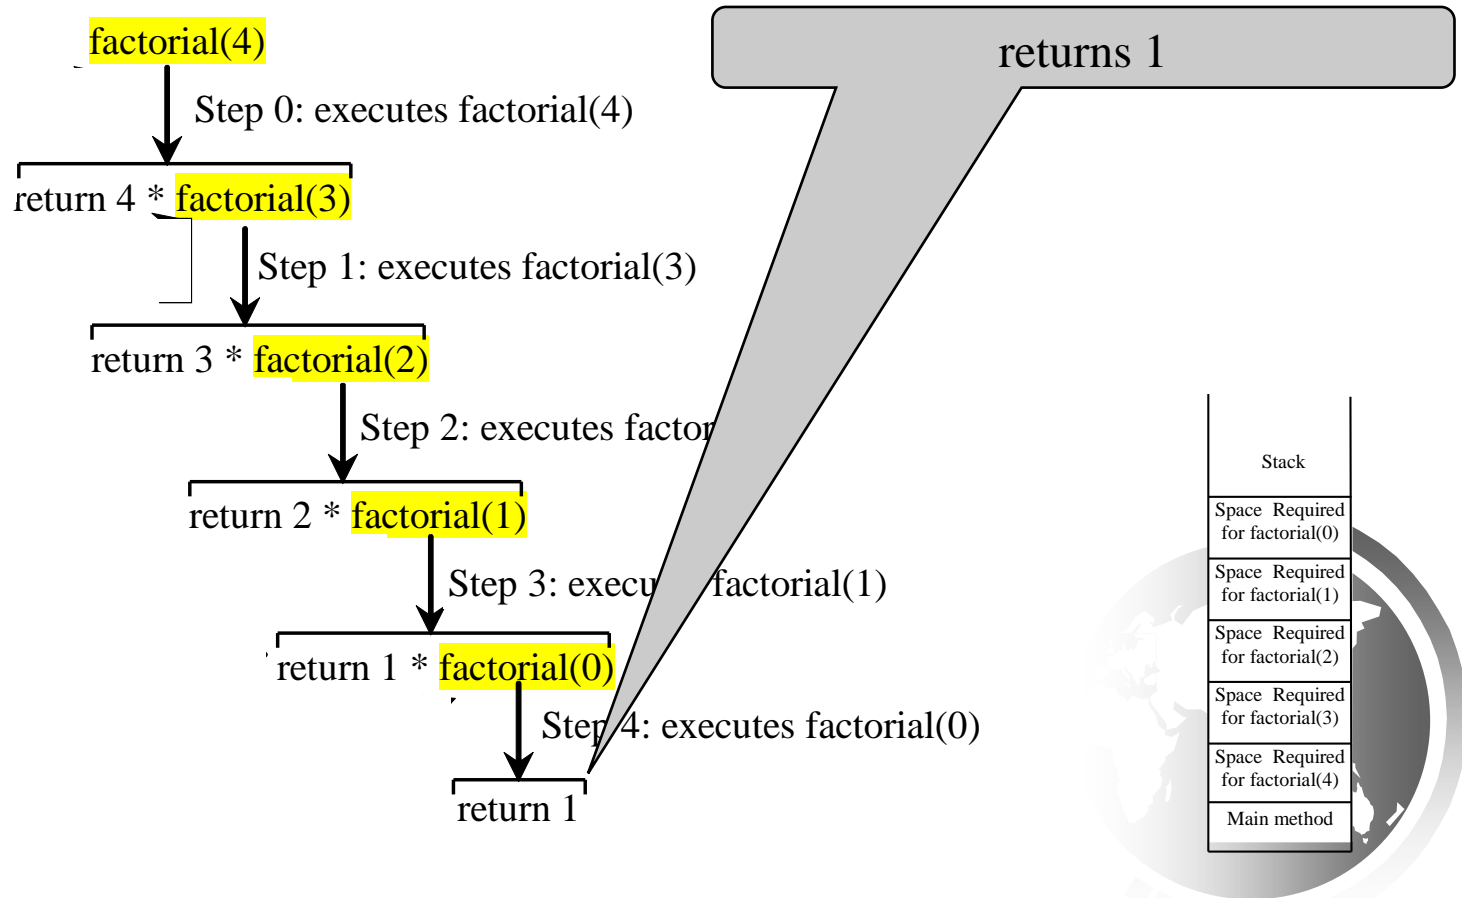 factorial(4)
returns 1
Step 0: executes factorial(4)
return 4 * factorial(3)
Step 1: executes factorial(3)
return 3 * factorial(2)
Step 2: executes factor
return 2 * factorial(1)
Step 3: execu factorial(1)
return 1 * factorial(0)
Step 4: executes factorial(0)
return 1
Stack
Space Required
for factorial(0)
Space Required
for factorial(1)
Space Required
for factorial(2)
Space Required
for factorial(3)
Space Required
for factorial(4)
Main method